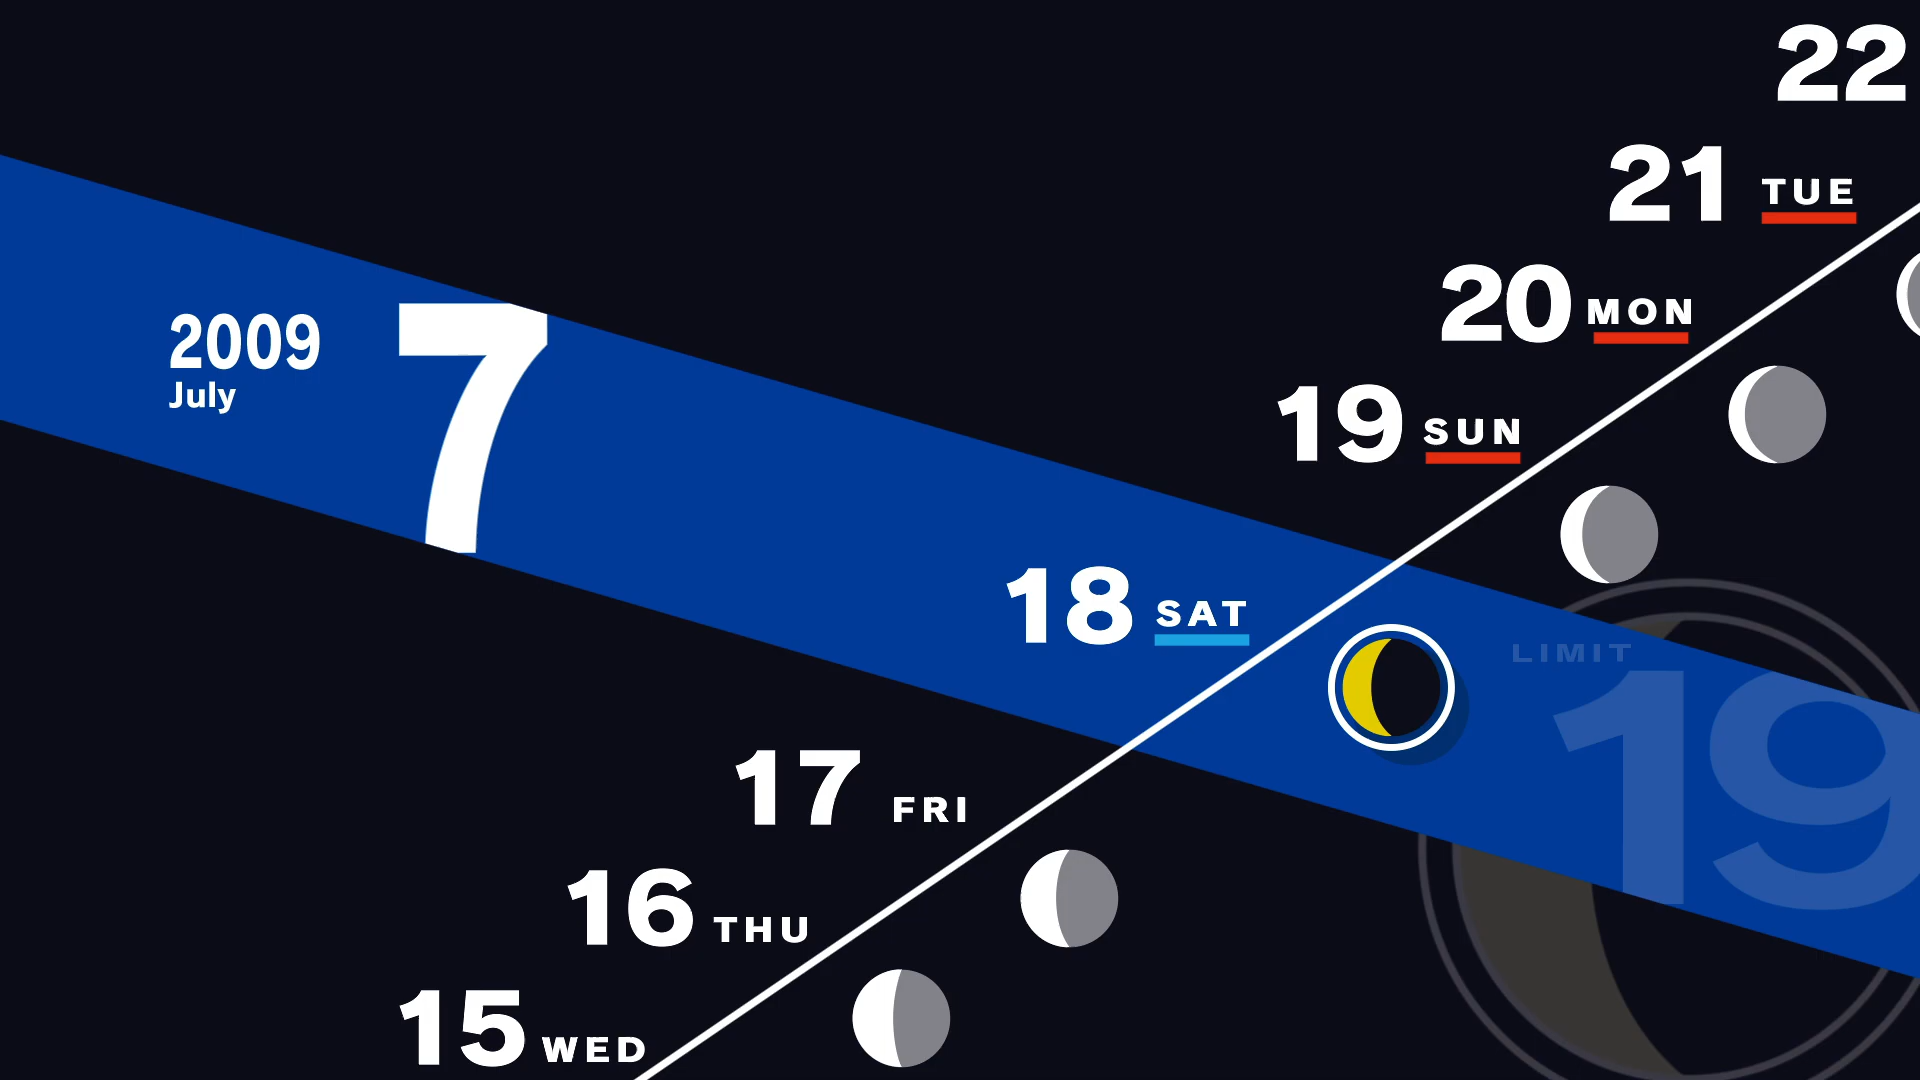 22
21 TUE
20 MON
2009
7
July
19 SUN
18 SAT
LIMIT
19
17 FRI
16 THU
15 WED